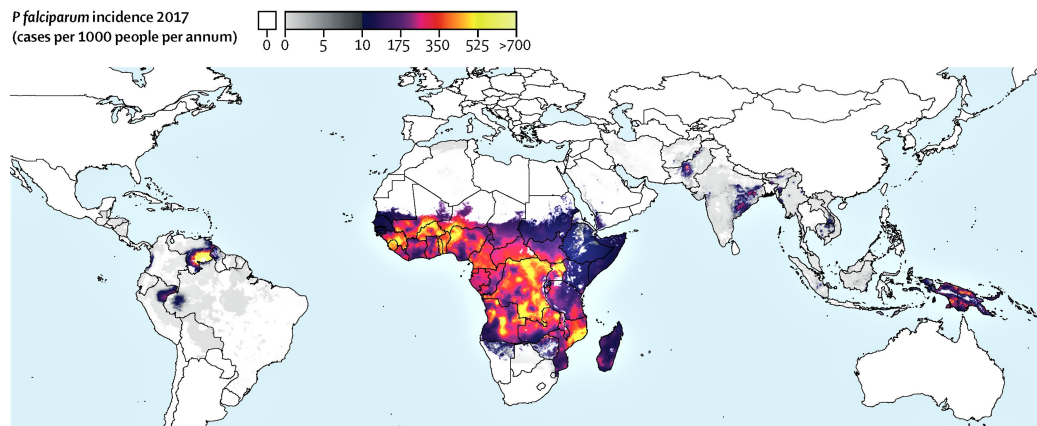 P falciparum incidence 2017
(cases per 1000 people per annum)
0 0 5 10 175 350 525 >700